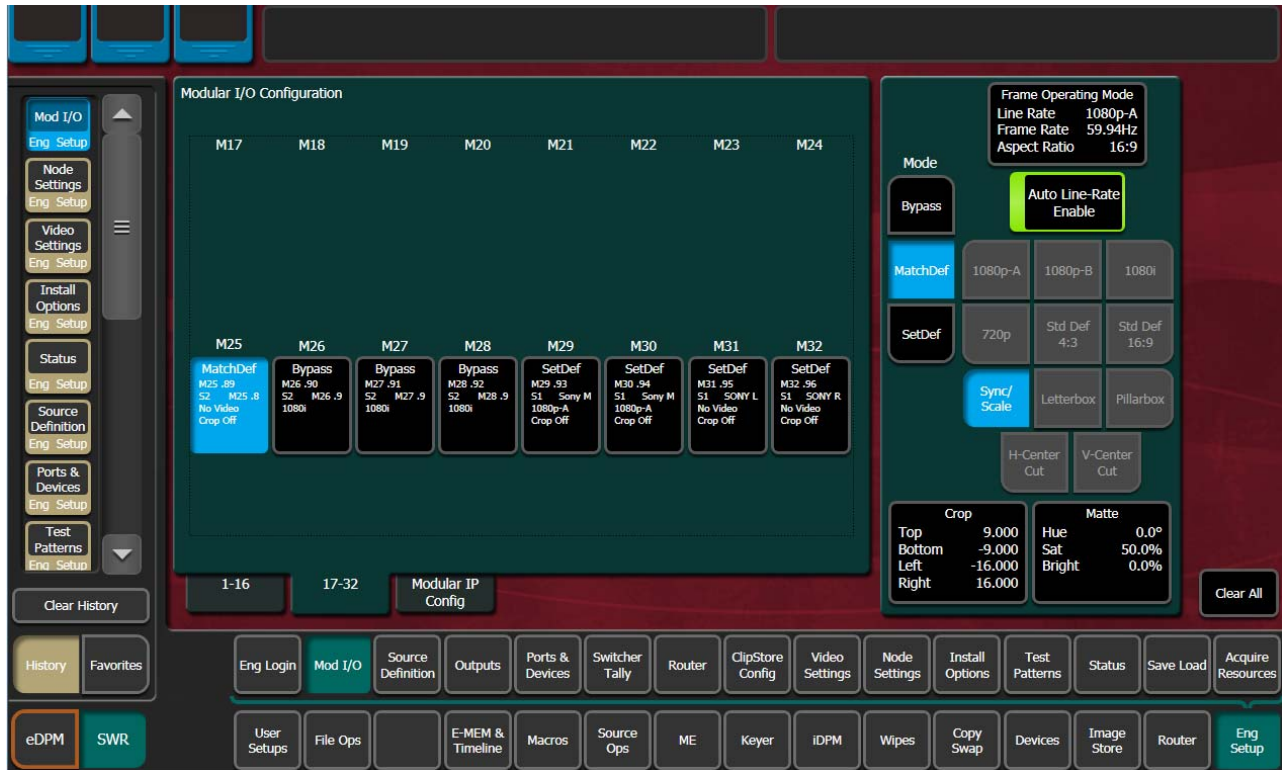 Mod I/O
Eng Setup
Node
Settings
Eng Setup
Video
Settings
Eng Setup
Install
Options
Eng Setup
Status
Eng Setup
Source
Definition
Eng Setup
Ports &
Devices
Eng Setup
Test
Patterns
Eng Setup
Clear History
History Favorites
eDPM SWR
Modular I/O Configuration
M17 M18 M19 M20 M21 M22 M23 M24
M25 M26 M27 M28 M29 M30 M31 M32
MatchDef
M25 .89
S2 M25 .8
No Video
Crop Off
Bypass
M26 .90
S2 M26 .9
1080i
Bypass
M27 .91
S2 M27 .9
1080i
Bypass
M28 .92
S2 M28 .9
1080i
SetDef
M29 .93
S1 Sony M
1080p-A
Crop Off
SetDef
M30 .94
S1 Sony M
1080p-A
Crop Off
SetDef
M31 .95
S1 SONY L
No Video
Crop Off
SetDef
M32 .96
S1 SONY R
No Video
Crop Off
1-16
17-32
Modular IP
Config
Frame Operating Mode
Line Rate 1080p-A
Frame Rate 59.94Hz
Aspect Ratio 16:9
Mode
Bypass
Auto Line-Rate
Enable
MatchDef
1080p-A
1080p-B
1080i
SetDef
720p
Std Def
4:3
Std Def
16:9
Sync/
Scale
Letterbox
Pillarbox
H-Center
Cut
V-Center
Cut
Crop
Top 9.000
Bottom -9.000
Left -16.000
Right 16.000
Matte
Hue 0.0°
Sat 50.0%
Bright 0.0%
Clear All
Eng Login
Mod I/O
Source
Definition
Outputs
Ports &
Devices
Switcher
Tally
Router
ClipStore
Config
Video
Settings
Node
Settings
Install
Options
Test
Patterns
Status
Save Load
Acquire
Resources
User
Setups
File Ops
E-MEM &
Timeline
Macros
Source
Ops
ME
Keyer
iDPM
Wipes
Copy
Swap
Devices
Image
Store
Router
Eng
Setup